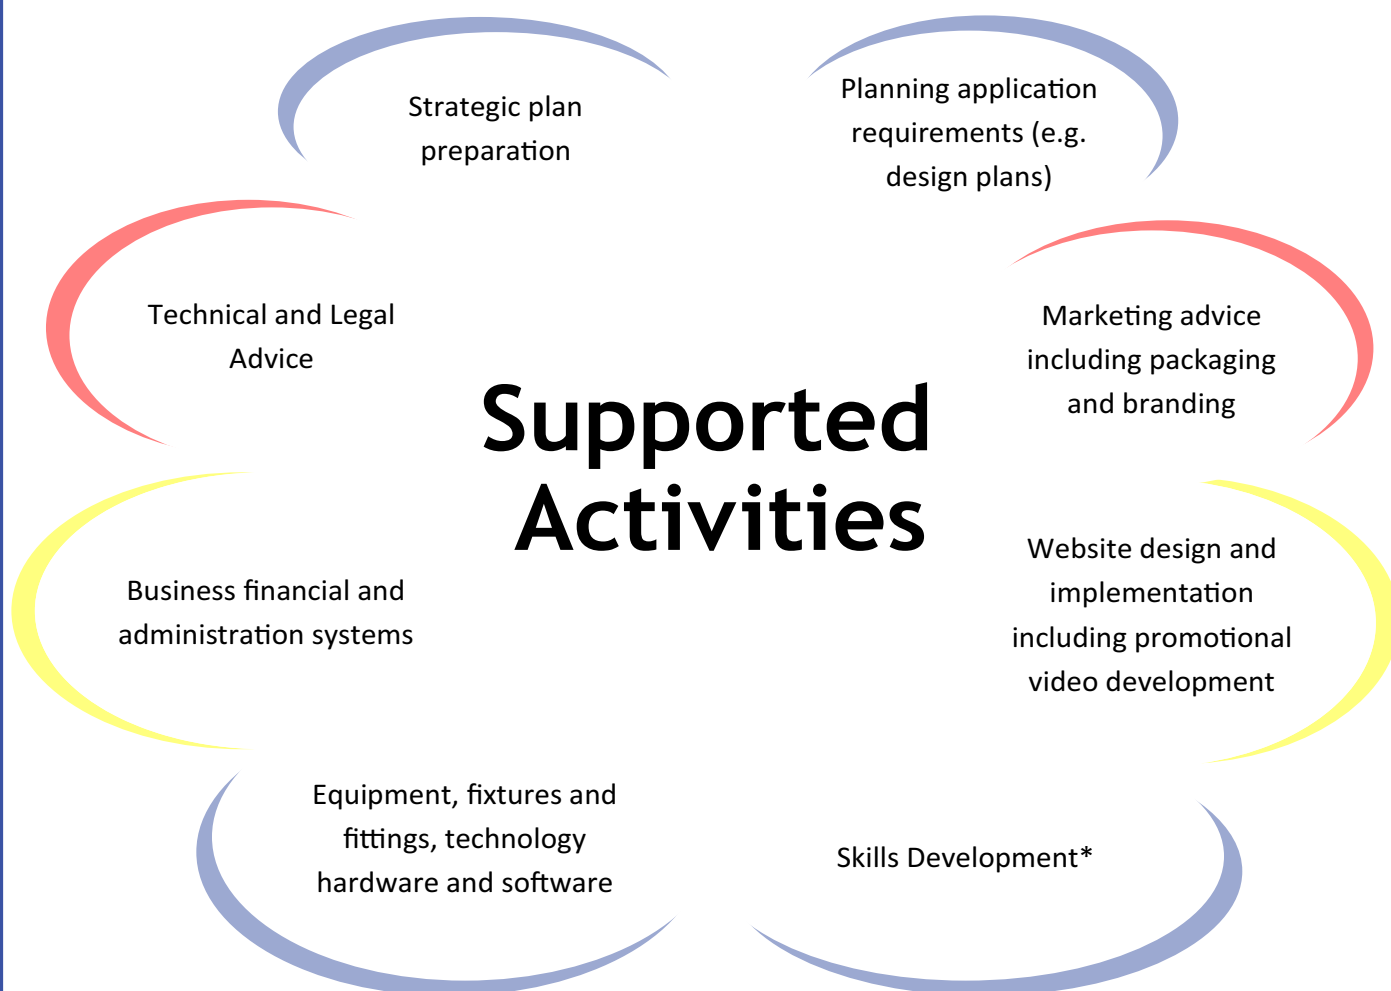 Strategic plan
preparation
Planning application
requirements (e.g.
design plans)
Technical and Legal
Advice
Marketing advice
including packaging
and branding
Supported
Activities
Business financial and
administration systems
Website design and
implementation
including promotional
video development
Equipment, fixtures and
fittings, technology
hardware and software
Skills Development*